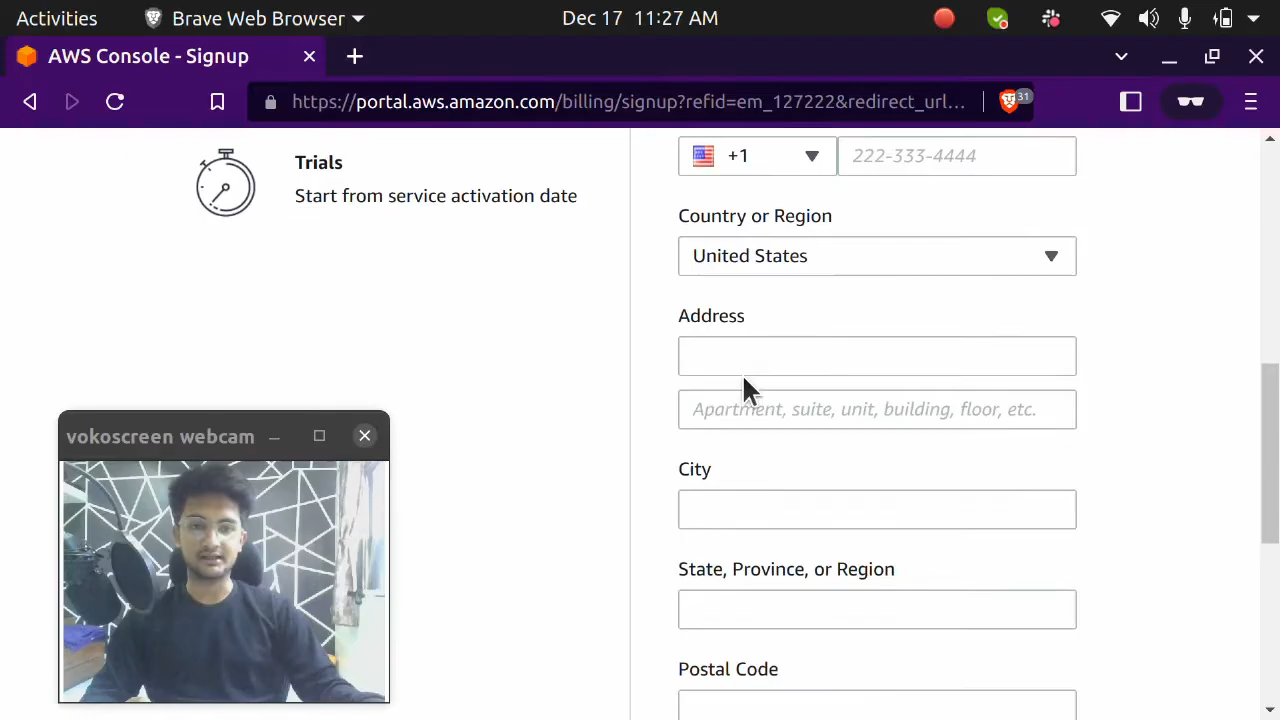 Activities
Brave Web Browser
Dec 17 11:27 AM
AWS Console - Signup
https://portal.aws.amazon.com/billing/signup?refid=em_127222&redirect_url...
31
Trials
Start from service activation date
+1
222-333-4444
Country or Region
United States
Address
Apartment, suite, unit, building, floor, etc.
City
State, Province, or Region
Postal Code
vokoscreen webcam